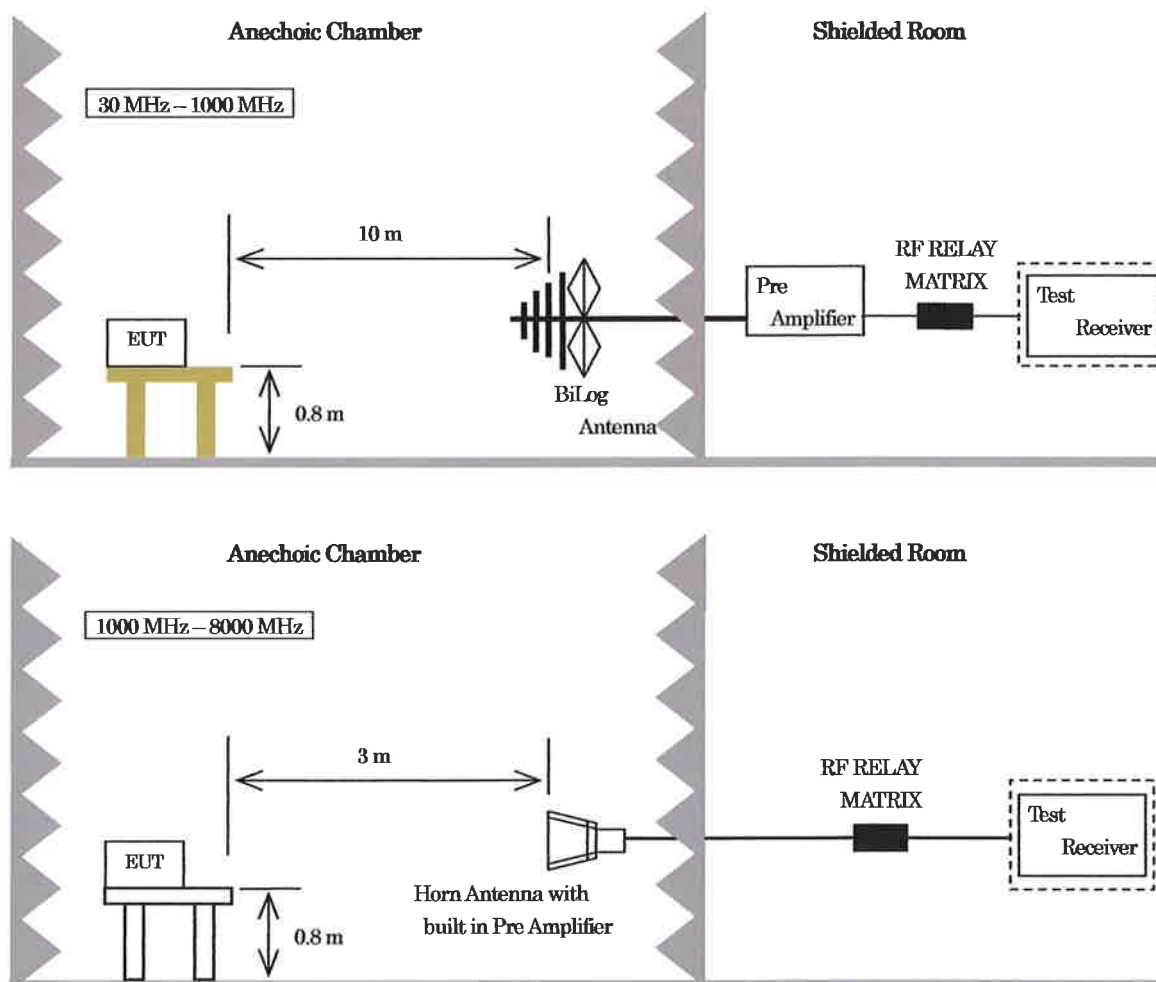 Anechoic Chamber
Shielded Room
30 MHz – 1000 MHz
10 m
RF RELAY
MATRIX
Pre
Amplifier
Test
Receiver
EUT
BiLog
Antenna
0.8 m
Anechoic Chamber
Shielded Room
1000 MHz – 8000 MHz
3 m
RF RELAY
MATRIX
Test
Receiver
EUT
Horn Antenna with
built in Pre Amplifier
0.8 m